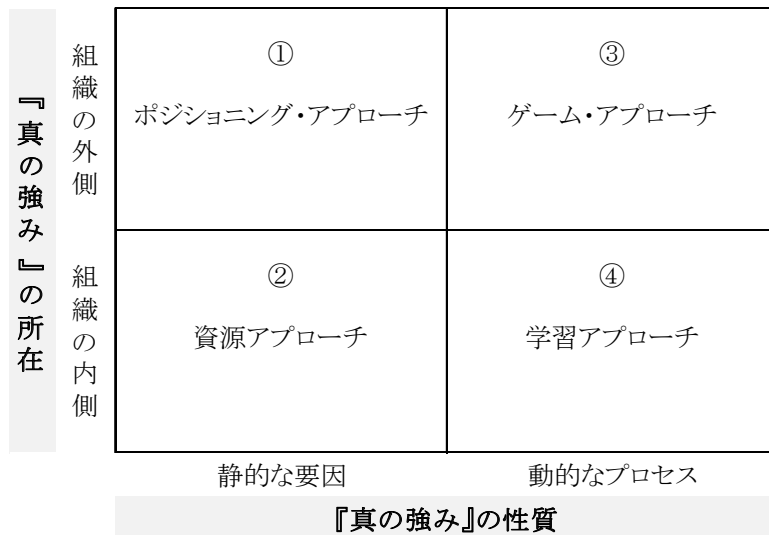 『真の強み』の所在
組織の外側
①
ポジショニング・アプローチ
③
ゲーム・アプローチ
組織の内側
②
資源アプローチ
④
学習アプローチ
静的な要因
動的なプロセス
『真の強み』の性質